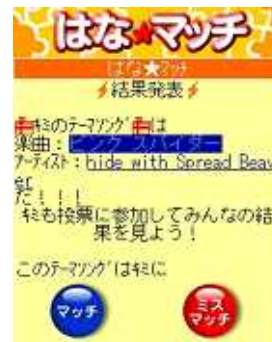 はな★マッチ
はな★マッチ
結果発表
キミのテーマソングは
楽曲：ピンク スパイダー
アーティスト：hide with Spread Beav
er
だ！！！
キミも投票に参加してみんなの結
果を見よう！
このテーマソングはキミに
マッチ
ミス
マッチ